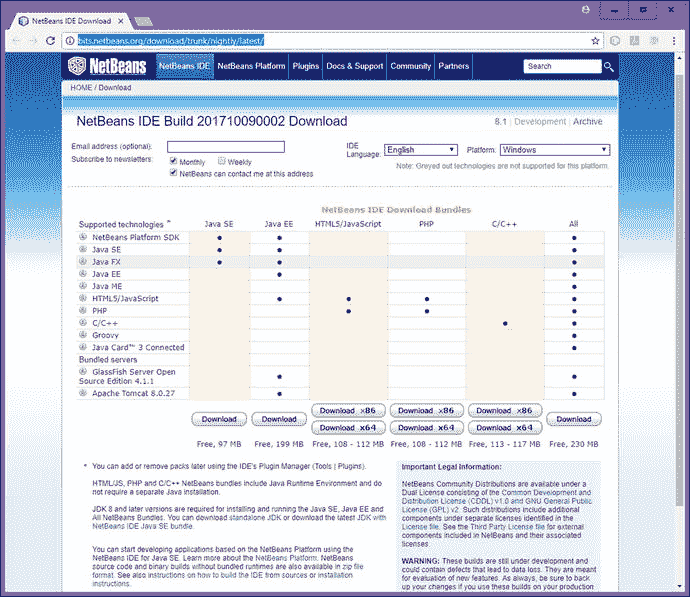 NetBeans IDE Download
bits.netbeans.org/download/trunk/nightly/latest/
NetBeans
NetBeans IDE NetBeans Platform Plugins Docs & Support Community Partners Search
HOME / Download
NetBeans IDE Build 201710090002 Download
8.1 | Development | Archive
Email address (optional):
IDE Language: English Platform: Windows
Subscribe to newsletters: Monthly Weekly
NetBeans can contact me at this address
Note: Greyed out technologies are not supported for this platform.
NetBeans IDE Download Bundles
Supported technologies * Java SE Java EE HTML5/JavaScript PHP C/C++ All
NetBeans Platform SDK
Java SE
Java FX
Java EE
Java ME
HTML5/JavaScript
PHP
C/C++
Groovy
Java Card™ 3 Connected
Bundled servers
GlassFish Server Open
Source Edition 4.1.1
Apache Tomcat 8.0.27
Download Download Download x86 Download x86 Download x86 Download
Download x64 Download x64 Download x64
Free, 97 MB Free, 199 MB Free, 108 - 112 MB Free, 108 - 112 MB Free, 113 - 117 MB Free, 230 MB
* You can add or remove packs later using the IDE's Plugin Manager (Tools | Plugins).
HTML/JS, PHP and C/C++ NetBeans bundles include Java Runtime Environment and do
not require a separate Java installation.
JDK 8 and later versions are required for installing and running the Java SE, Java EE and
All NetBeans Bundles. You can download standalone JDK or download the latest JDK with
NetBeans IDE Java SE bundle.
You can start developing applications based on the NetBeans Platform using the
NetBeans IDE for Java SE. Learn more about the NetBeans Platform. NetBeans
source code and binary builds without bundled runtimes are also available in zip file
format. See also instructions on how to build the IDE from sources or installation
instructions.
Important Legal Information:
NetBeans Community Distributions are available under a
Dual License consisting of the Common Development and
Distribution License (CDDL) v1.0 and GNU General Public
License (GPL) v2. Such distributions include additional
components under separate licenses identified in the
License file. See the Third Party License file for external
components included in NetBeans and their associated
licenses.
WARNING: These builds are still under development and
could contain defects that lead to data loss. They are meant
for evaluation of new features. As always, be sure to back
up your changes if you use these builds on your production